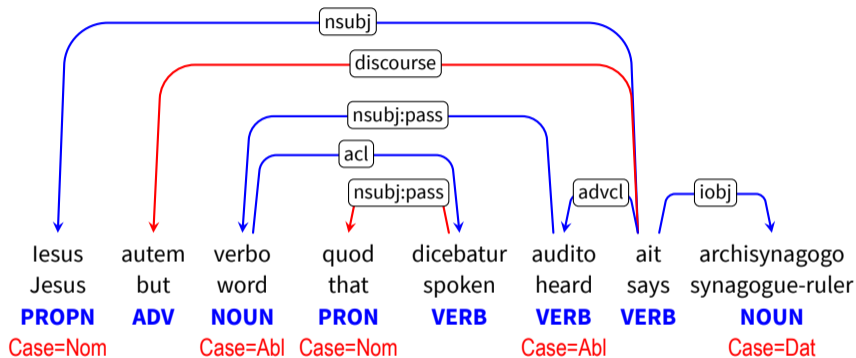 nsubj
discourse
nsubj:pass
acl
nsubj:pass advcl iobj
Iesus autem verbo quod dicebatur audito ait archisynagogo
Jesus but word that spoken heard says synagogue-ruler
PROPN ADV NOUN PRON VERB VERB VERB NOUN
Case=Nom Case=Abl Case=Nom Case=Abl Case=Dat